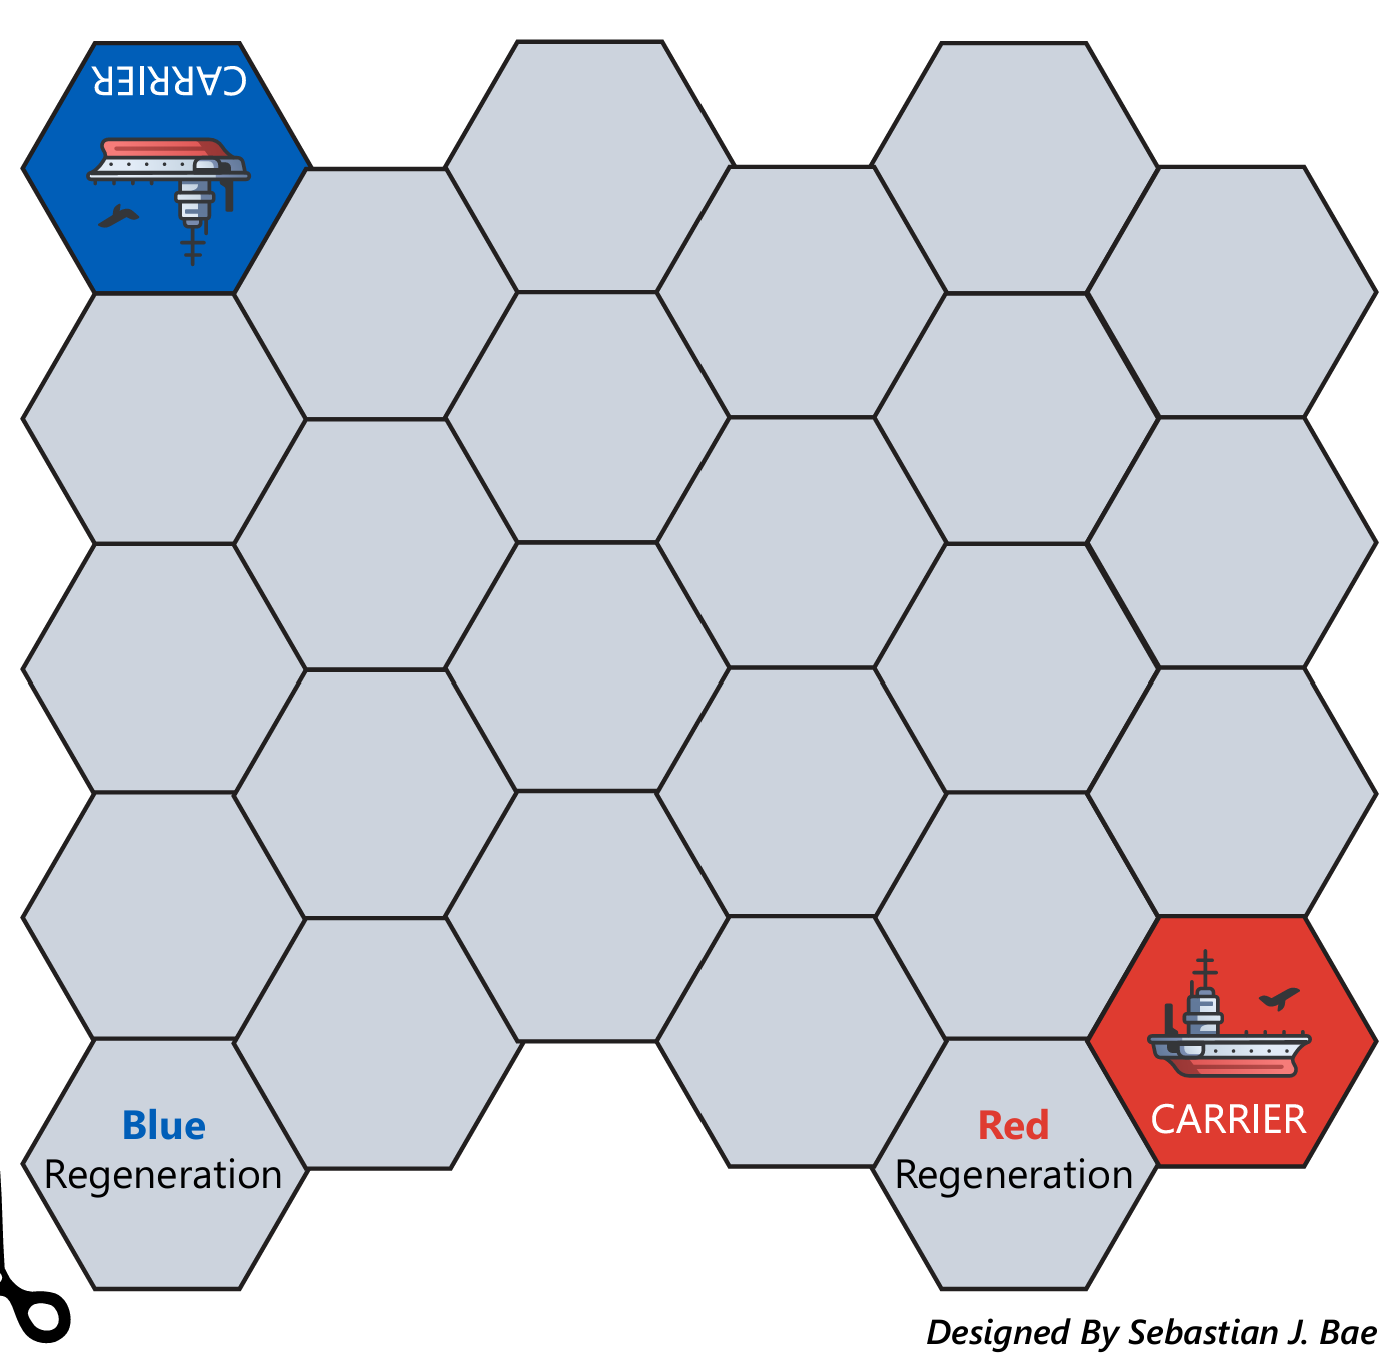 CARRIER
Blue
Regeneration
Red
Regeneration
CARRIER
Designed By Sebastian J. Bae